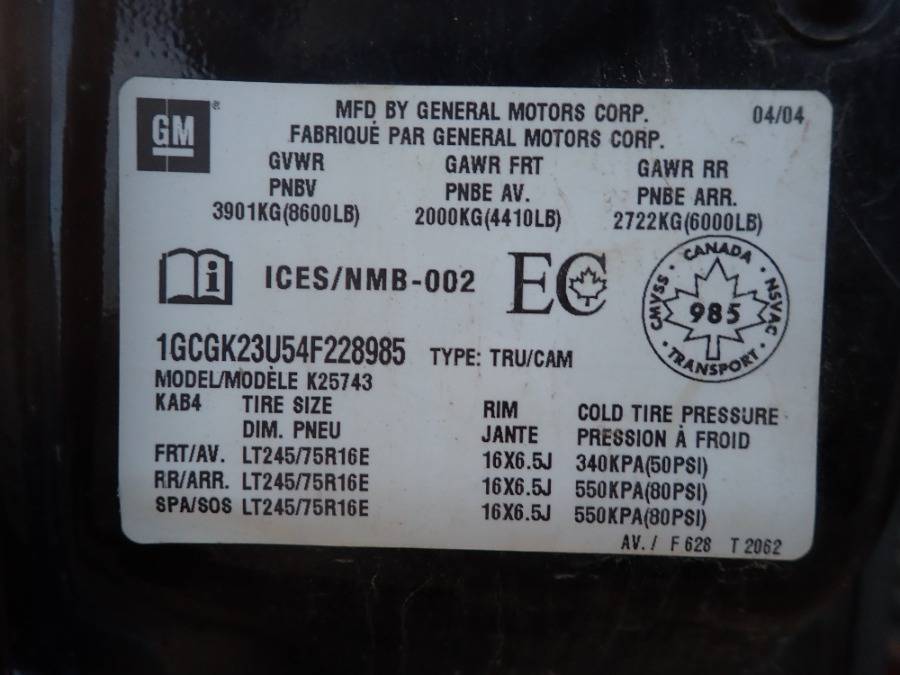 GM®
MFD BY GENERAL MOTORS CORP. 04/04
FABRIQUÉ PAR GENERAL MOTORS CORP.
GVWR GAWR FRT GAWR RR
PNBV PNBE AV. PNBE ARR.
3901KG(8600LB) 2000KG(4410LB) 2722KG(6000LB)
i ICES/NMB-002 EC
CANADA
CMVSS · NSVAC
985
· TRANSPORT ·
1GCGK23U54F228985 TYPE: TRU/CAM
MODEL/MODÈLE K25743
KAB4 TIRE SIZE RIM COLD TIRE PRESSURE
DIM. PNEU JANTE PRESSION À FROID
FRT/AV. LT245/75R16E 16X6.5J 340KPA(50PSI)
RR/ARR. LT245/75R16E 16X6.5J 550KPA(80PSI)
SPA/SOS LT245/75R16E 16X6.5J 550KPA(80PSI)
AV./ F 628 T 2062